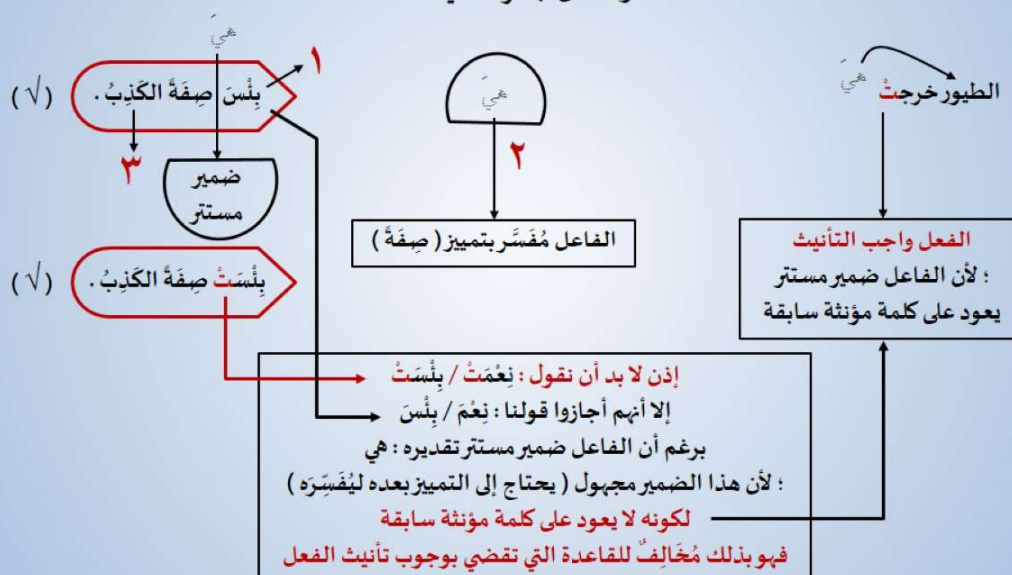 الطيور خرجتْ هيَ
الفعل واجب التأنيث
؛ لأن الفاعل ضمير مستتر
يعود على كلمة مؤنثة سابقة
هيَ
٢
الفاعل مُفَسَّر بتمييز ( صِفَةً )
هيَ
١
بِئْسَ صِفَةً الكَذِبُ . (√)
٣
ضمير
مستتر
بِئْسَتْ صِفَةً الكَذِبُ . (√)
إذن لا بد أن نقول : نِعْمَتْ / بِئْسَتْ
إلا أنهم أجازوا قولنا : نِعْمَ / بِئْسَ
برغم أن الفاعل ضمير مستتر تقديره : هي
؛ لأن هذا الضمير مجهول ( يحتاج إلى التمييز بعده ليُفَسِّرَه )
لكونه لا يعود على كلمة مؤنثة سابقة
فهو بذلك مُخَالِفٌ للقاعدة التي تقضي بوجوب تأنيث الفعل